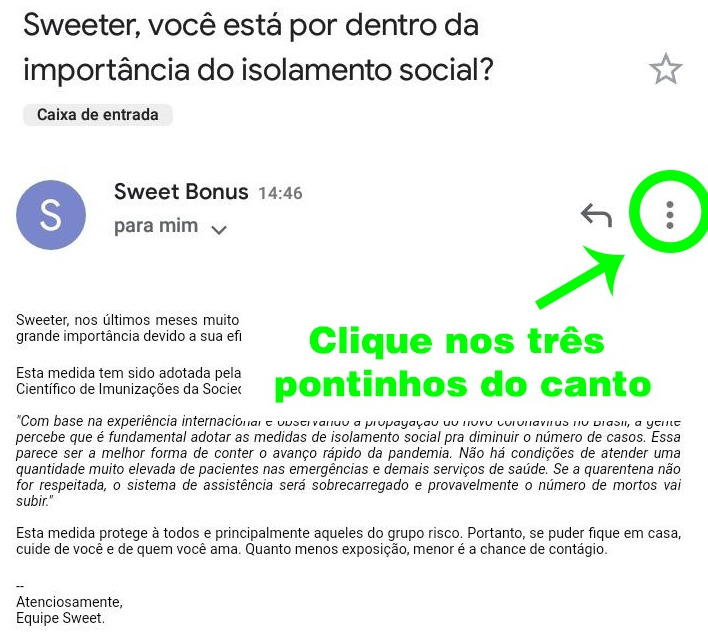 Sweeter, você está por dentro da
importância do isolamento social?
Caixa de entrada
S
Sweet Bonus 14:46
para mim
Sweeter, nos últimos meses muito
grande importância devido a sua efi
Clique nos três
pontinhos do canto
Esta medida tem sido adotada pela
Científico de Imunizações da Socied
"Com base na experiência internacional e observando a propagação do novo coronavírus no Brasil, a gente
percebe que é fundamental adotar as medidas de isolamento social pra diminuir o número de casos. Essa
parece ser a melhor forma de conter o avanço rápido da pandemia. Não há condições de atender uma
quantidade muito elevada de pacientes nas emergências e demais serviços de saúde. Se a quarentena não
for respeitada, o sistema de assistência será sobrecarregado e provavelmente o número de mortos vai
subir."
Esta medida protege à todos e principalmente aqueles do grupo risco. Portanto, se puder fique em casa,
cuide de você e de quem você ama. Quanto menos exposição, menor é a chance de contágio.
--
Atenciosamente,
Equipe Sweet.